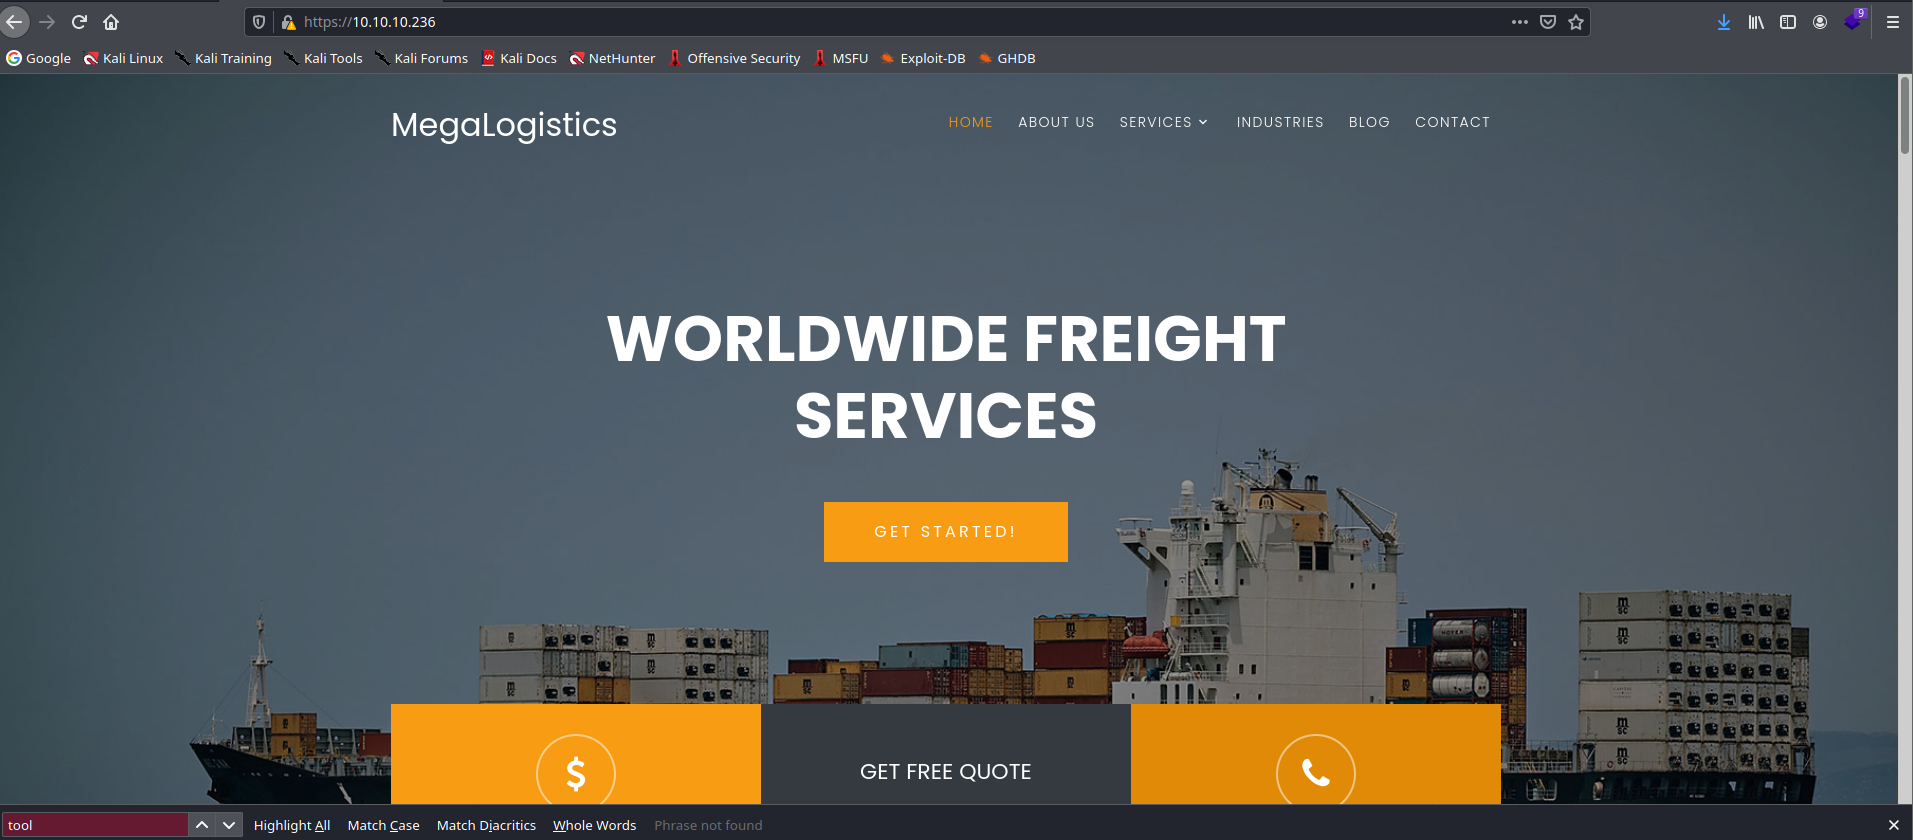 https://10.10.10.236
9
Google Kali Linux Kali Training Kali Tools Kali Forums Kali Docs NetHunter Offensive Security MSFU Exploit-DB GHDB
MegaLogistics
HOME ABOUT US SERVICES INDUSTRIES BLOG CONTACT
WORLDWIDE FREIGHT
SERVICES
GET STARTED!
$
GET FREE QUOTE
tool Highlight All Match Case Match Diacritics Whole Words Phrase not found